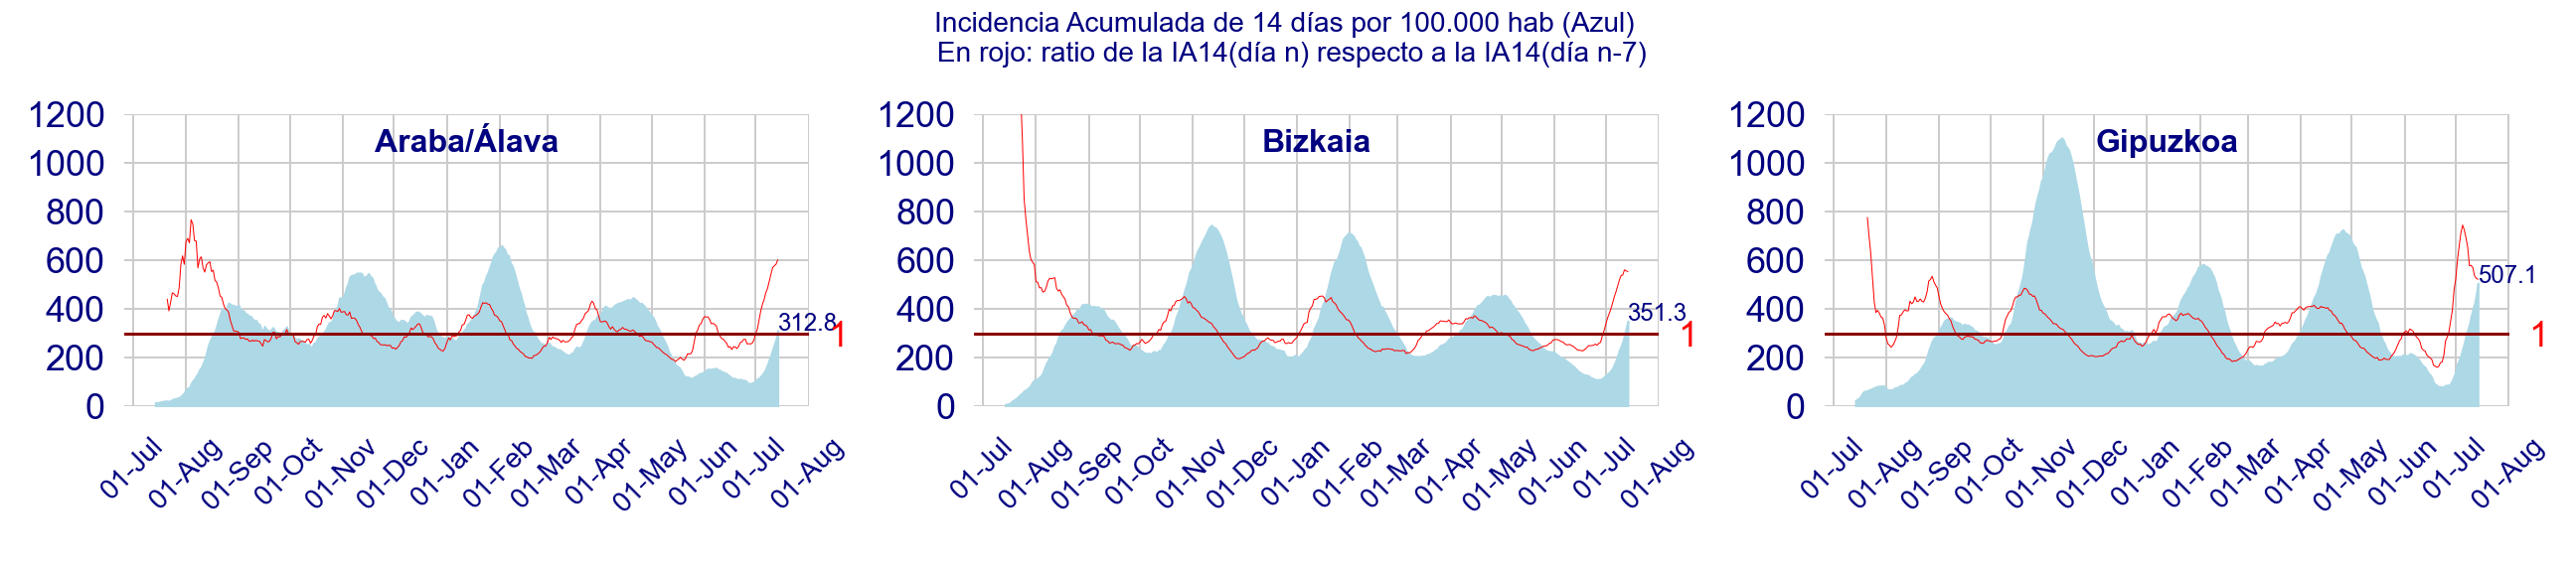 Incidencia Acumulada de 14 días por 100.000 hab (Azul)
En rojo: ratio de la IA14(día n) respecto a la IA14(día n-7)
Araba/Álava
1200
1000
800
600
400
200
0
312.8
1
01-Jul
01-Aug
01-Sep
01-Oct
01-Nov
01-Dec
01-Jan
01-Feb
01-Mar
01-Apr
01-May
01-Jun
01-Jul
01-Aug
Bizkaia
1200
1000
800
600
400
200
0
351.3
1
01-Jul
01-Aug
01-Sep
01-Oct
01-Nov
01-Dec
01-Jan
01-Feb
01-Mar
01-Apr
01-May
01-Jun
01-Jul
01-Aug
Gipuzkoa
1200
1000
800
600
400
200
0
507.1
1
01-Jul
01-Aug
01-Sep
01-Oct
01-Nov
01-Dec
01-Jan
01-Feb
01-Mar
01-Apr
01-May
01-Jun
01-Jul
01-Aug